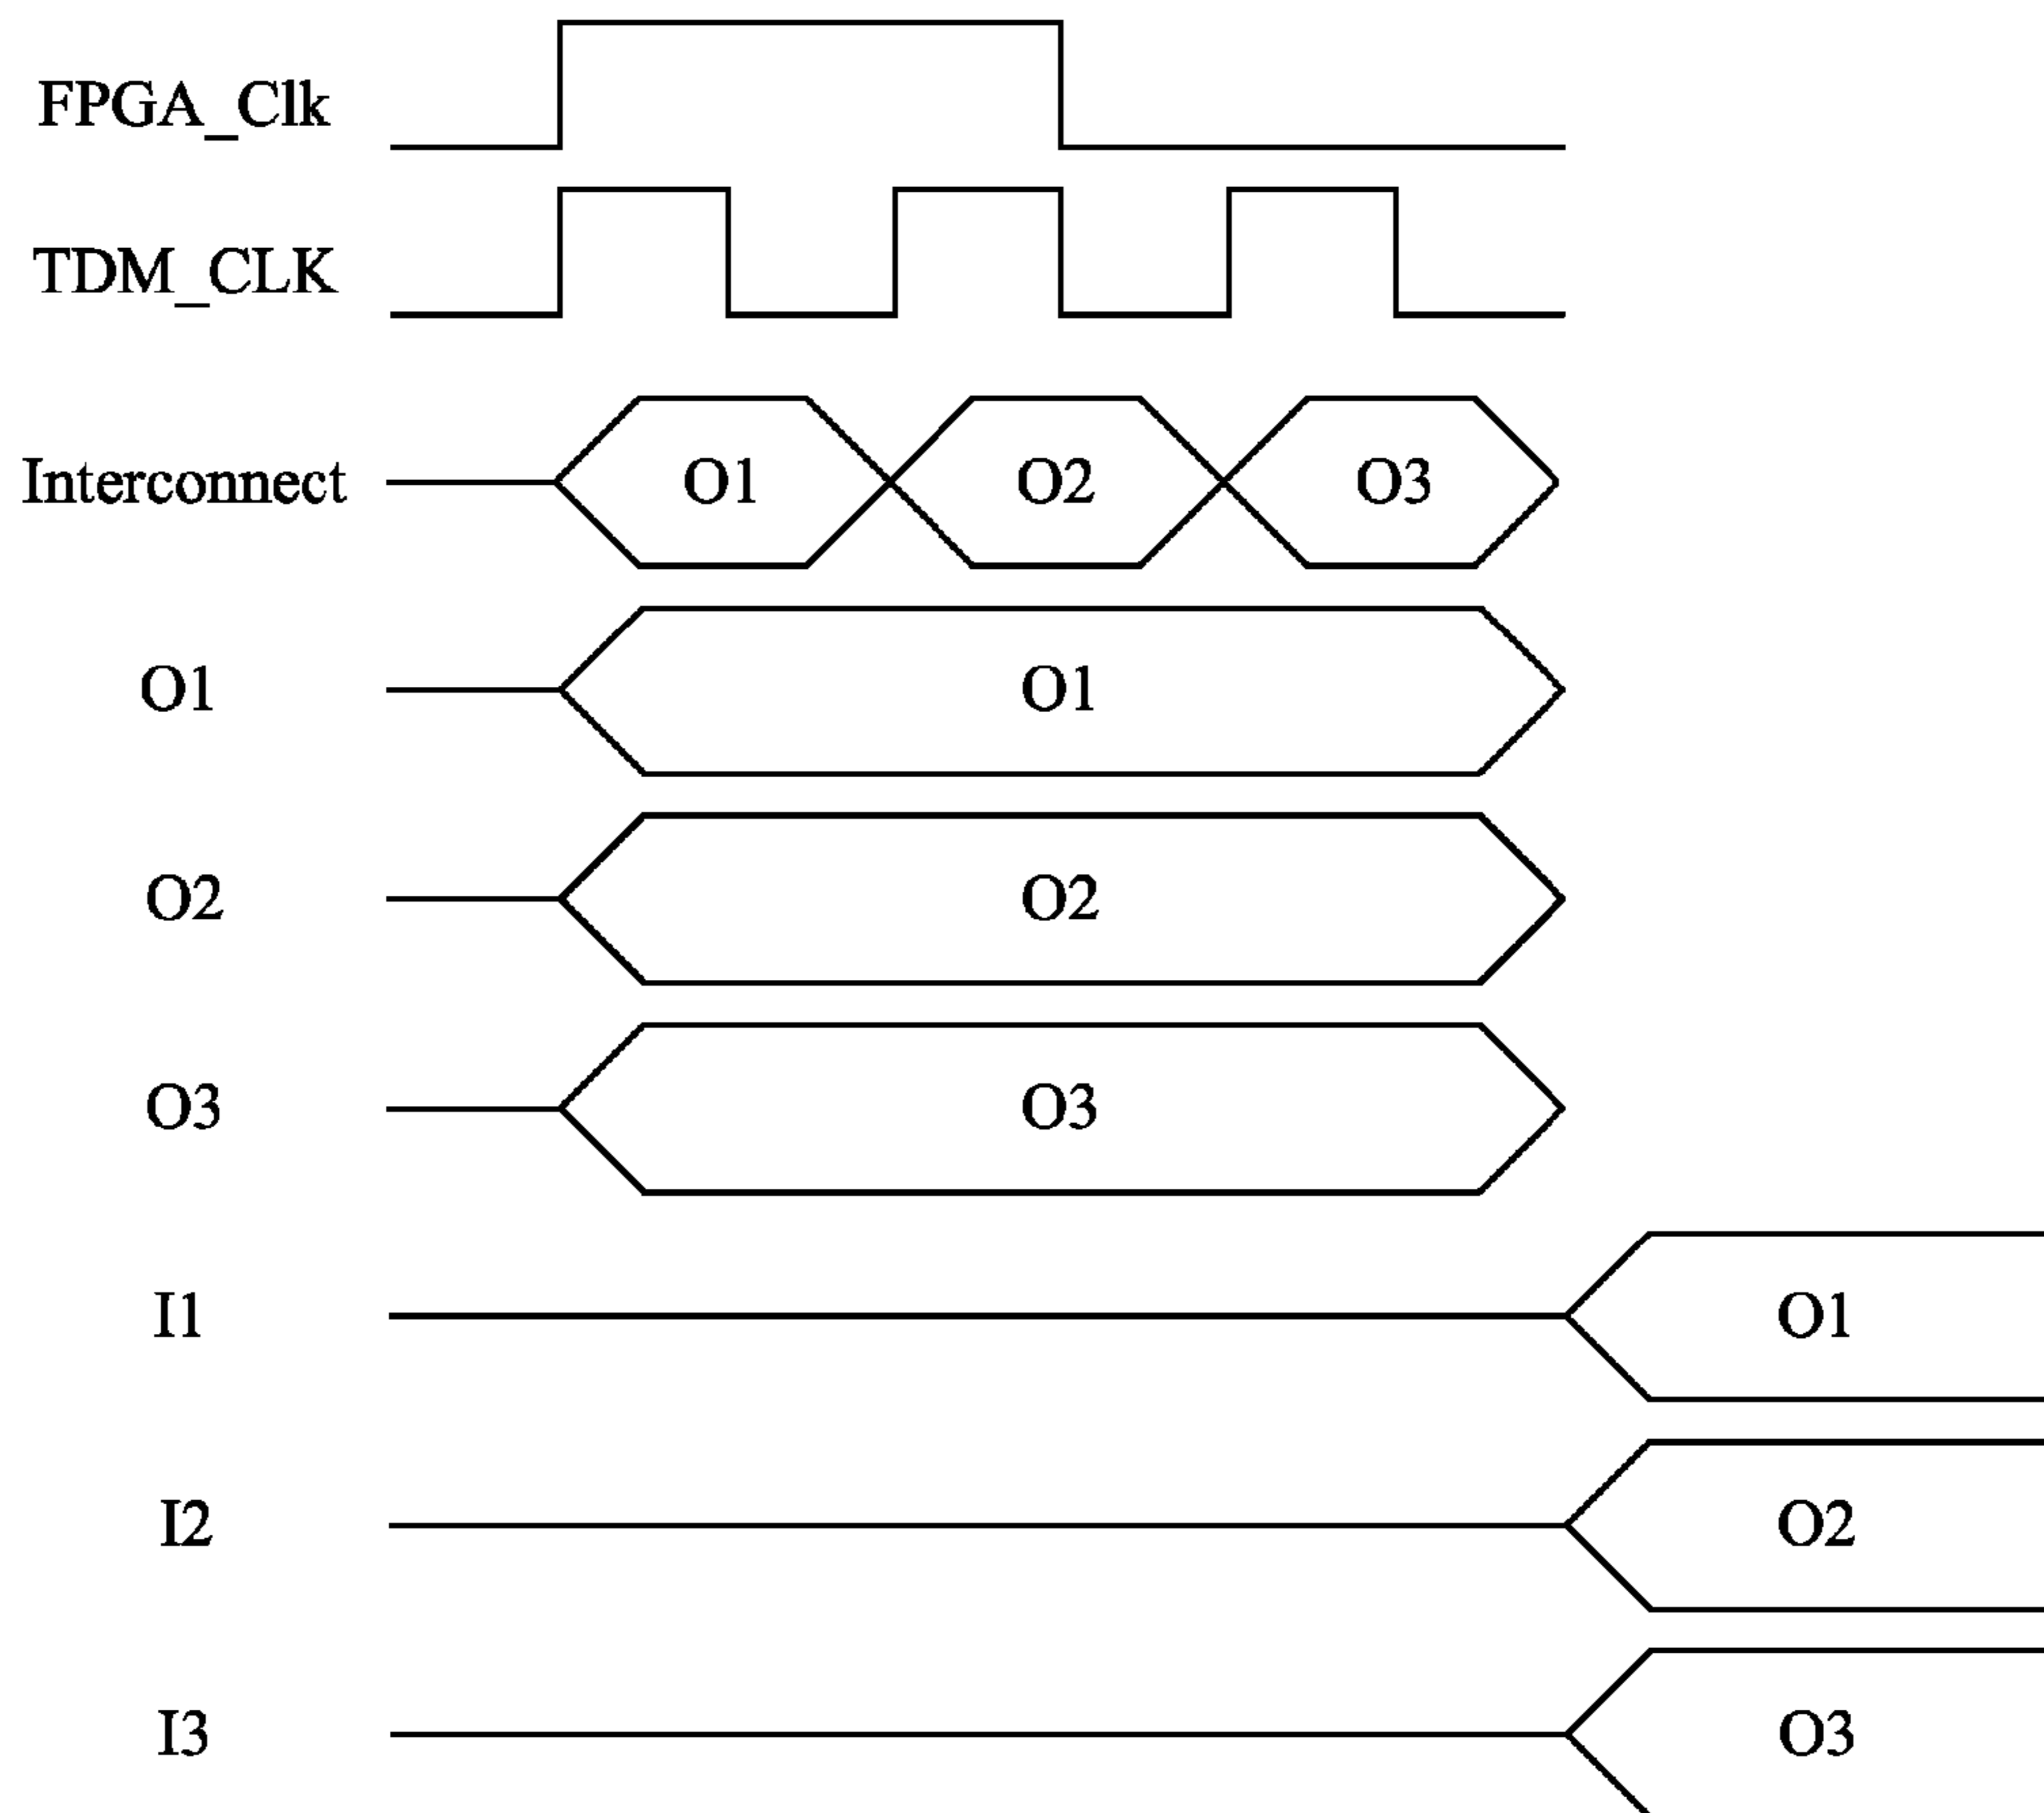 FPGA_Clk
TDM_CLK
Interconnect O1 O2 O3
O1 O1
O2 O2
O3 O3
I1 O1
I2 O2
I3 O3